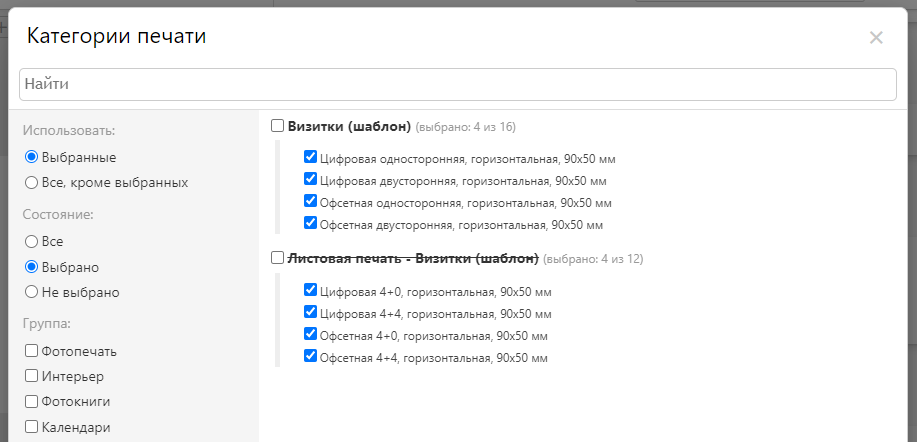 Категории печати
Найти
Использовать:
Выбранные
Все, кроме выбранных
Состояние:
Все
Выбрано
Не выбрано
Группа:
Фотопечать
Интерьер
Фотокниги
Календари
Визитки (шаблон) (выбрано: 4 из 16)
Цифровая односторонняя, горизонтальная, 90x50 мм
Цифровая двусторонняя, горизонтальная, 90x50 мм
Офсетная односторонняя, горизонтальная, 90x50 мм
Офсетная двусторонняя, горизонтальная, 90x50 мм
Листовая печать - Визитки (шаблон) (выбрано: 4 из 12)
Цифровая 4+0, горизонтальная, 90x50 мм
Цифровая 4+4, горизонтальная, 90x50 мм
Офсетная 4+0, горизонтальная, 90x50 мм
Офсетная 4+4, горизонтальная, 90x50 мм